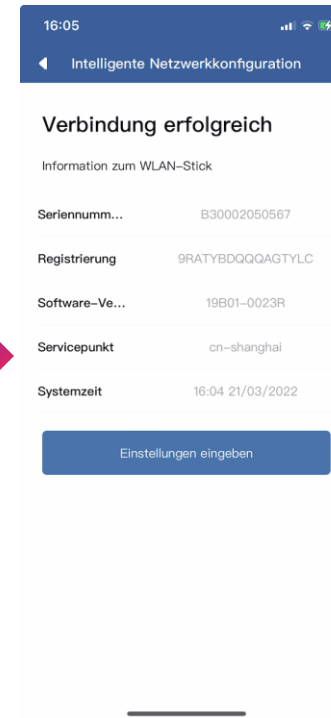 16:05
Intelligente Netzwerkkonfiguration
Verbindung erfolgreich
Information zum WLAN-Stick
Seriennumm... B30002050567
Registrierung 9RATYBDQQQAGTYLC
Software-Ve... 19B01-0023R
Servicepunkt cn-shanghai
Systemzeit 16:04 21/03/2022
Einstellungen eingeben